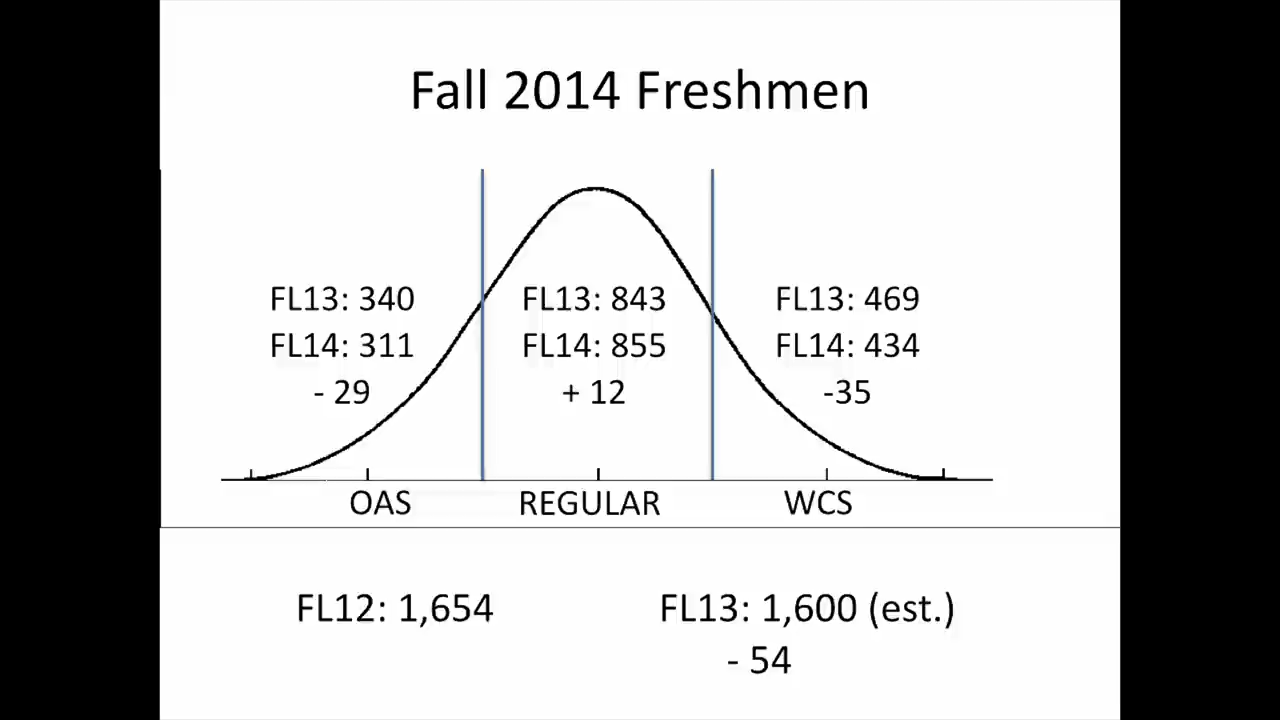 Fall 2014 Freshmen
FL13: 340
FL14: 311
- 29
FL13: 843
FL14: 855
+ 12
FL13: 469
FL14: 434
-35
OAS
REGULAR
WCS
FL12: 1,654
FL13: 1,600 (est.)
- 54